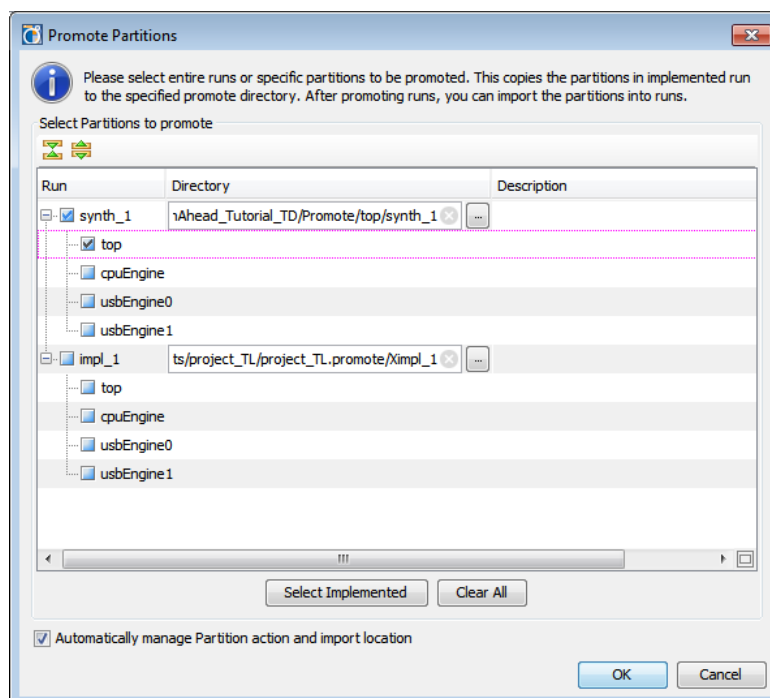 Promote Partitions
Please select entire runs or specific partitions to be promoted. This copies the partitions in implemented run
to the specified promote directory. After promoting runs, you can import the partitions into runs.
Select Partitions to promote
Run Directory Description
synth_1 ıAhead_Tutorial_TD/Promote/top/synth_1 ...
top
cpuEngine
usbEngine0
usbEngine1
impl_1 ts/project_TL/project_TL.promote/Ximpl_1 ...
top
cpuEngine
usbEngine0
usbEngine1
Select Implemented Clear All
Automatically manage Partition action and import location
OK Cancel